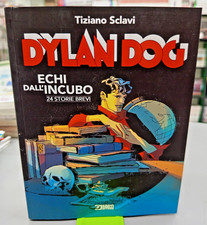 Tiziano Sclavi
DYLAN DOG
ECHI
DALL'INCUBO
24 STORIE BREVI